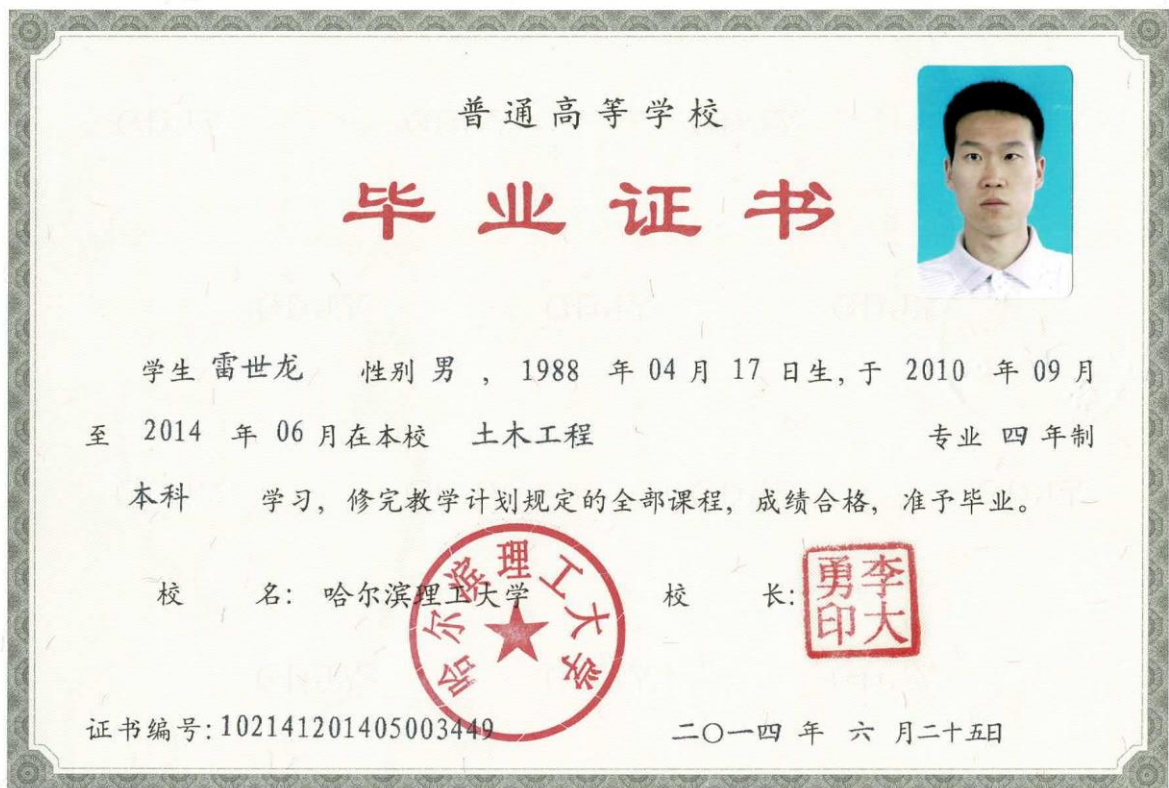 普通高等学校
毕业证书
学生 雷世龙 性别 男 , 1988 年 04 月 17 日生, 于 2010 年 09 月
至 2014 年 06 月在本校 土木工程 专业 四 年制
本科 学习, 修完教学计划规定的全部课程, 成绩合格, 准予毕业。
校 名: 哈尔滨理工大学 校 长:
哈尔滨理工大学
李大勇印
证书编号: 102141201405003449 二〇一四 年 六 月二十五日